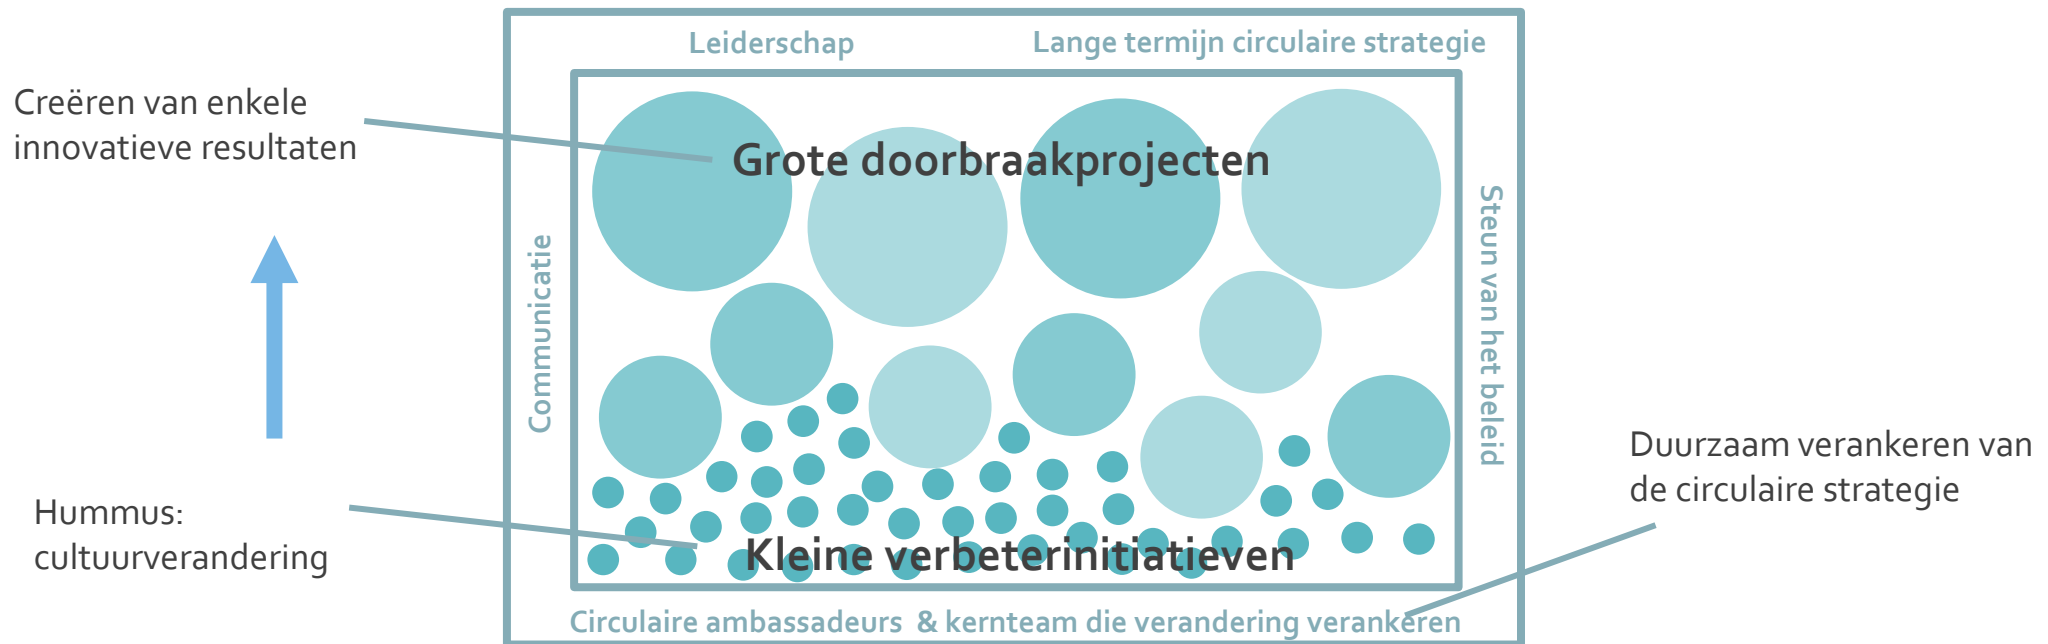 Leiderschap
Lange termijn circulaire strategie
Creëren van enkele
innovatieve resultaten
Grote doorbraakprojecten
Communicatie
Steun van het beleid
Duurzaam verankeren van
de circulaire strategie
Hummus:
cultuurverandering
Kleine verbeterinitiatieven
Circulaire ambassadeurs & kernteam die verandering verankeren